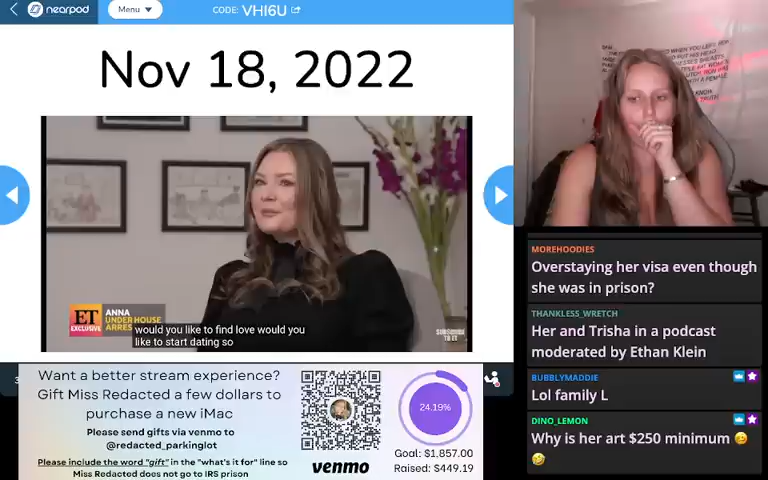 nearpod
Menu
CODE: VHI6U
Nov 18, 2022
ET
EXCLUSIVE
ANNA
UNDER HOUSE
ARRES
would you like to find love would you
like to start dating so
SUBSCRIBE
TO ET
Want a better stream experience?
Gift Miss Redacted a few dollars to
purchase a new iMac
Please send gifts via venmo to
@redacted_parkinglot
Please include the word "gift" in the "what's it for" line so
Miss Redacted does not go to IRS prison
venmo
24.19%
Goal: $1,857.00
Raised: $449.19
MOREHOODIES
Overstaying her visa even though
she was in prison?
THANKLESS_WRETCH
Her and Trisha in a podcast
moderated by Ethan Klein
BUBBLYMADDIE
Lol family L
DINO_LEMON
Why is her art $250 minimum